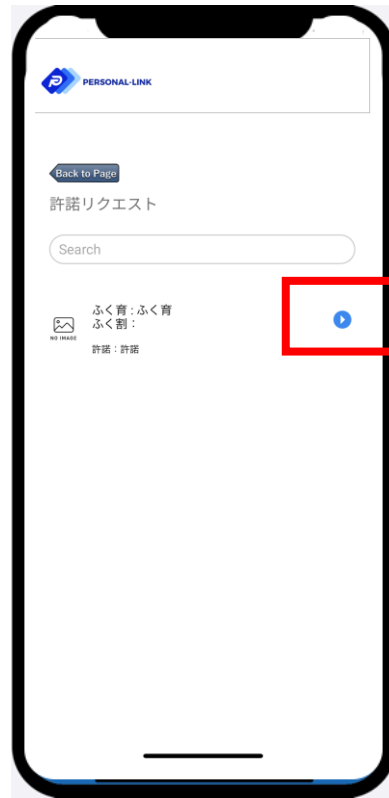 PERSONAL-LINK
Back to Page
許諾リクエスト
Search
ふく育 : ふく育
ふく割：
NO IMAGE
許諾：許諾